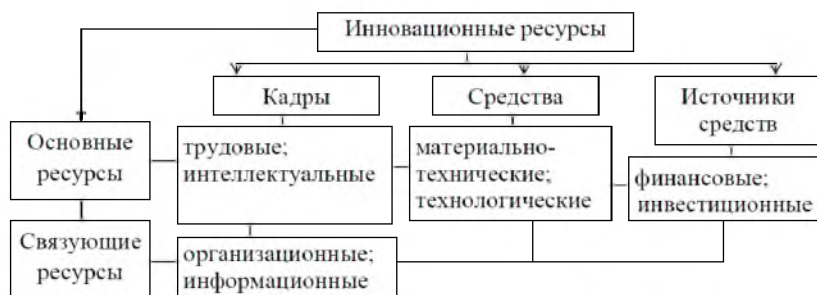 Инновационные ресурсы
Кадры
Средства
Источники
средств
Основные
ресурсы
трудовые;
интеллектуальные
материально-
технические;
технологические
финансовые;
инвестиционные
Связующие
ресурсы
организационные;
информационные